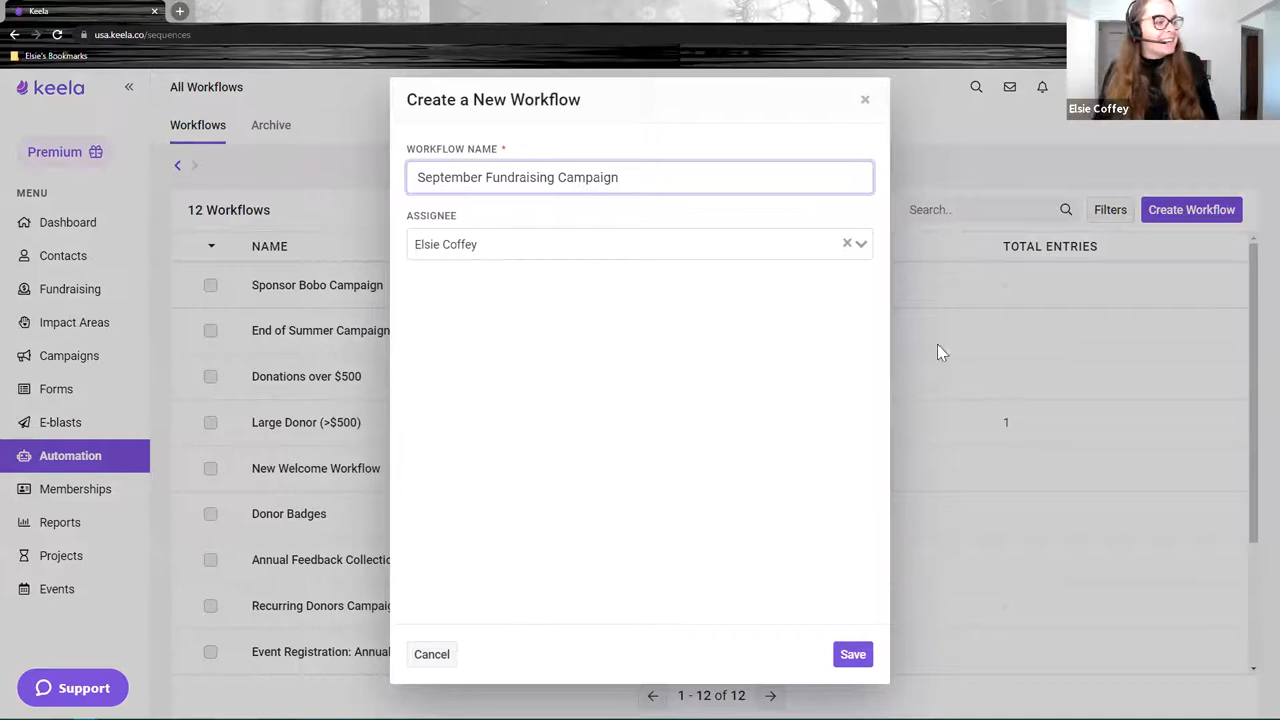 Keela
usa.keela.co/sequences
Elsie's Bookmarks
keela
All Workflows
Workflows
Archive
Premium
MENU
Dashboard
Contacts
Fundraising
Impact Areas
Campaigns
Forms
E-blasts
Automation
Memberships
Reports
Projects
Events
Support
12 Workflows
Search..
Filters
Create Workflow
NAME
TOTAL ENTRIES
Sponsor Bobo Campaign
End of Summer Campaign
Donations over $500
Large Donor (>$500)
1
New Welcome Workflow
Donor Badges
Annual Feedback Collectio
Recurring Donors Campaig
Event Registration: Annual
1 - 12 of 12
Create a New Workflow
WORKFLOW NAME *
September Fundraising Campaign
ASSIGNEE
Elsie Coffey
Cancel
Save
Elsie Coffey